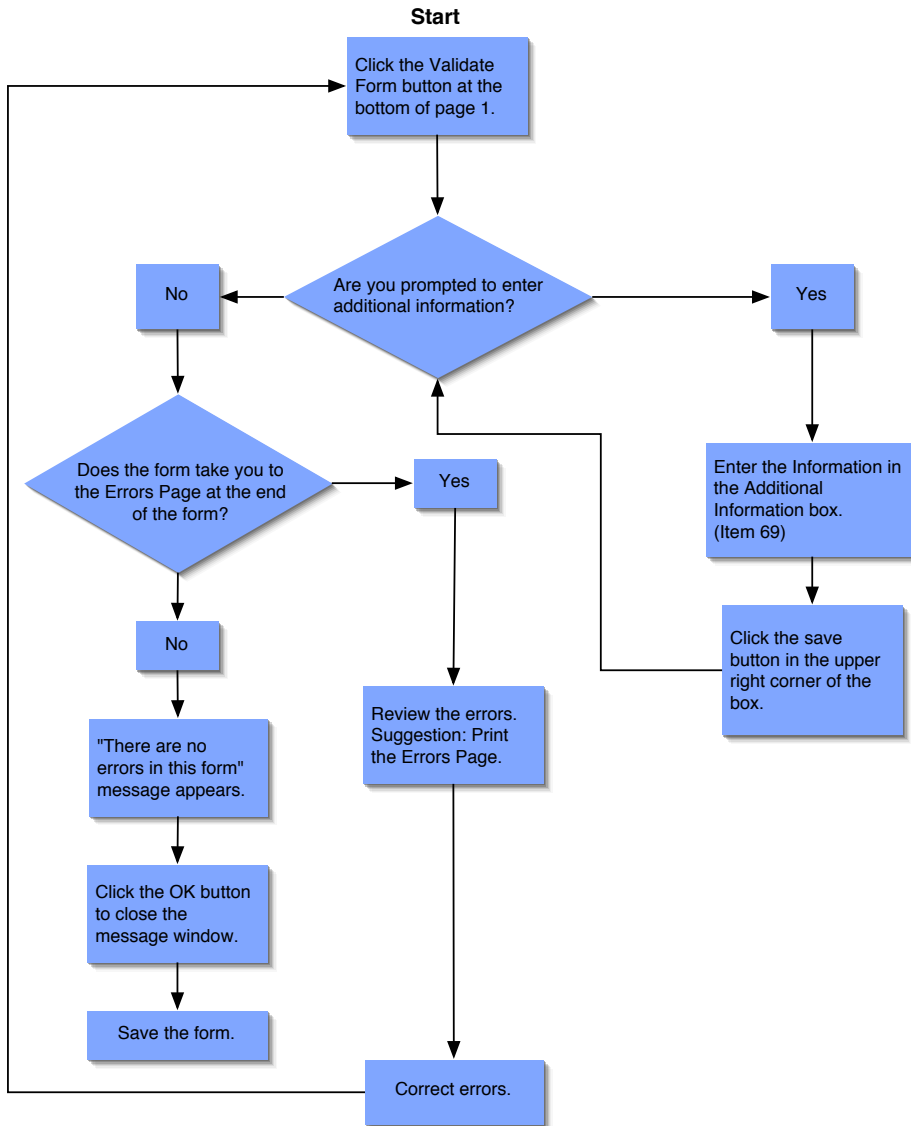 Start
Click the Validate
Form button at the
bottom of page 1.
Are you prompted to enter
additional information?
No
Yes
Does the form take you to
the Errors Page at the end
of the form?
Yes
Enter the Information in
the Additional
Information box.
(Item 69)
No
Click the save
button in the upper
right corner of the
box.
Review the errors.
Suggestion: Print
the Errors Page.
"There are no
errors in this form"
message appears.
Click the OK button
to close the
message window.
Save the form.
Correct errors.